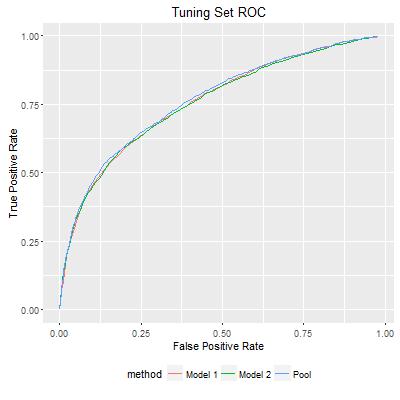 Tuning Set ROC
1.00
0.75
0.50
0.25
0.00
True Positive Rate
0.00 0.25 0.50 0.75 1.00
False Positive Rate
method Model 1 Model 2 Pool